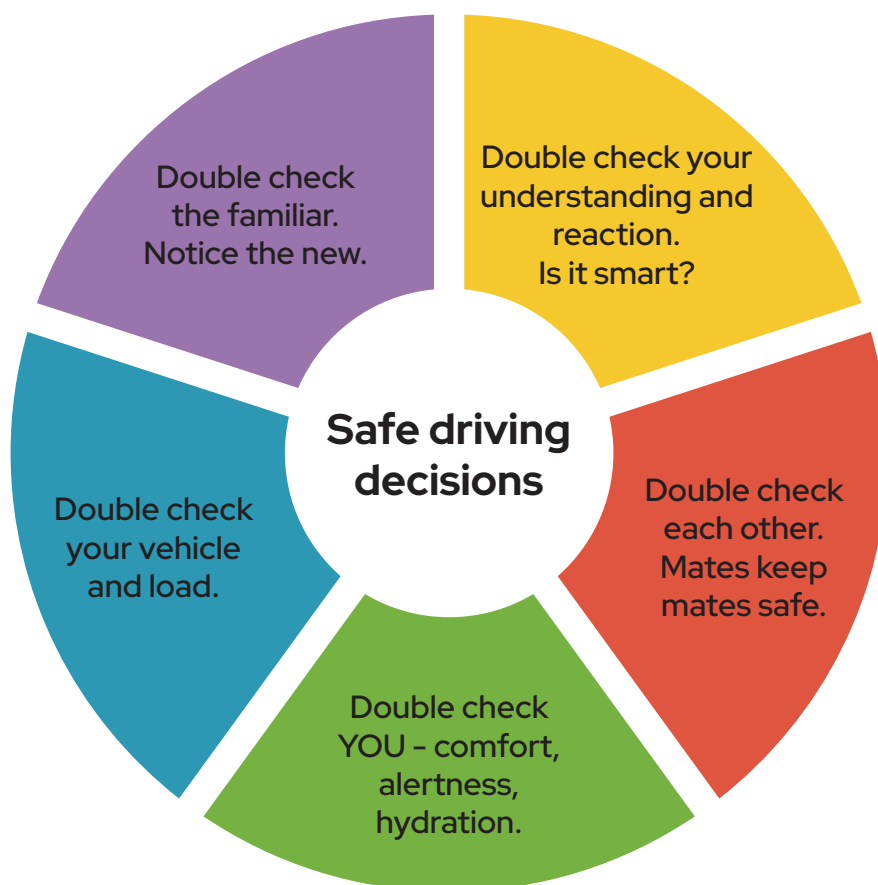 Double check
the familiar.
Notice the new.
Double check your
understanding and
reaction.
Is it smart?
Safe driving
decisions
Double check
your vehicle
and load.
Double check
each other.
Mates keep
mates safe.
Double check
YOU - comfort,
alertness,
hydration.